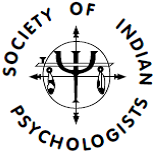 SOCIETY OF INDIAN
PSYCHOLOGISTS